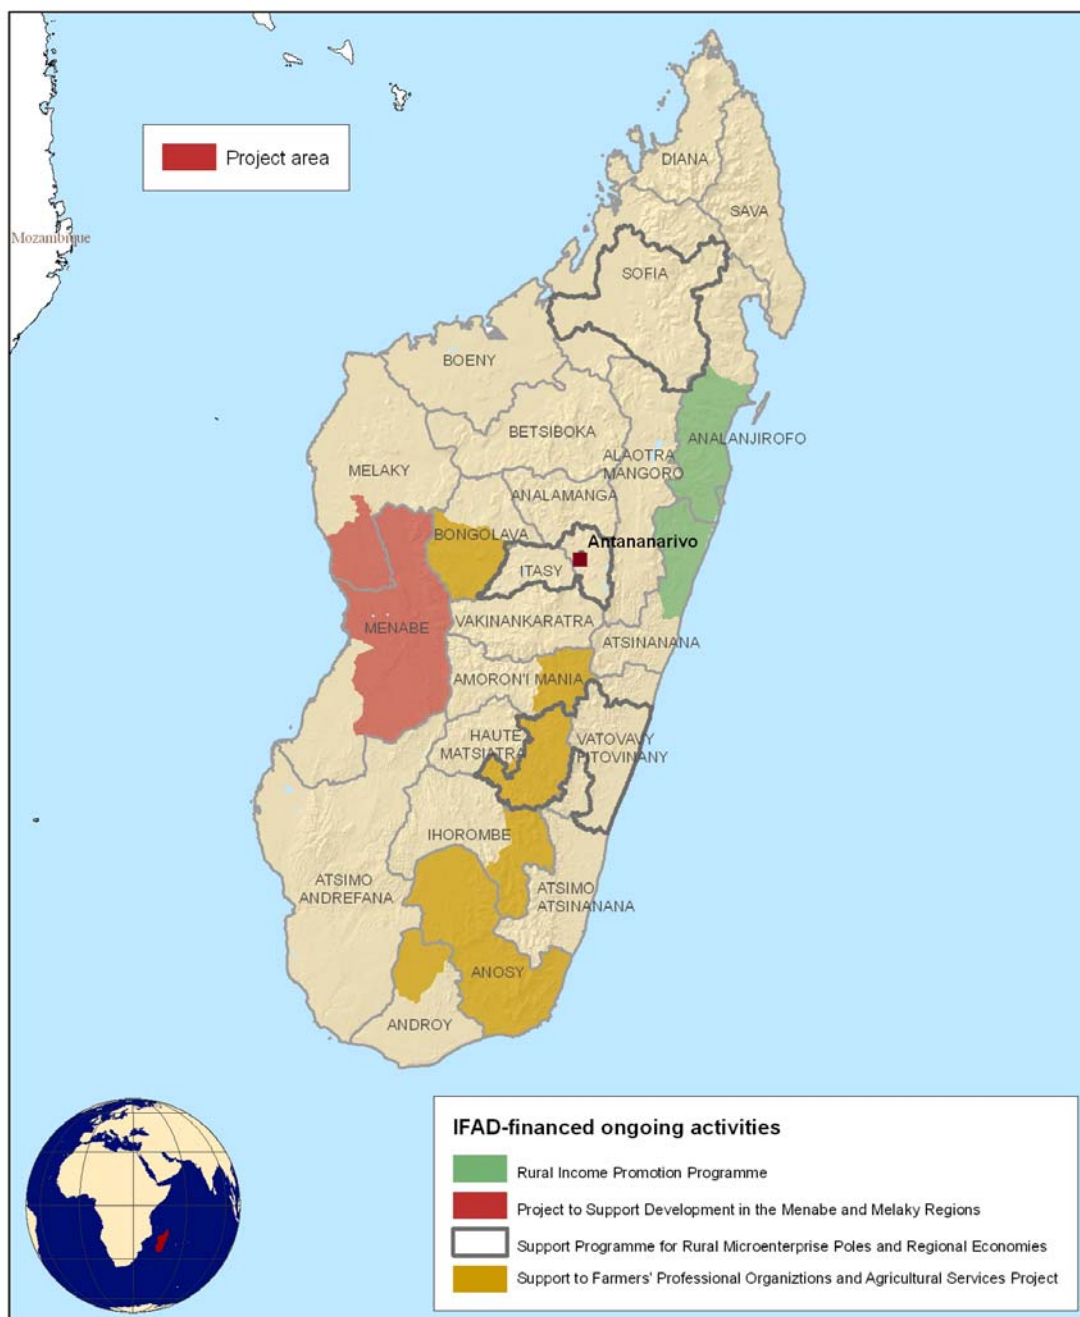 Project area
DIANA
Mozambique
SAVA
SOFIA
BOENY
BETSIBOKA
ANALANJIROFO
ALAOTRA
MANGORO
MELAKY
ANALAMANGA
BONGOLAVA
Antananarivo
ITASY
VAKINANKARATRA
MENABE
ATSINANANA
AMORON'I MANIA
HAUTE
MATSIATRA
VATOVAVY
FITOVINANY
IHOROMBE
ATSIMO
ANDREFANA
ATSIMO
ATSINANANA
ANOSY
ANDROY
IFAD-financed ongoing activities
Rural Income Promotion Programme
Project to Support Development in the Menabe and Melaky Regions
Support Programme for Rural Microenterprise Poles and Regional Economies
Support to Farmers' Professional Organiztions and Agricultural Services Project